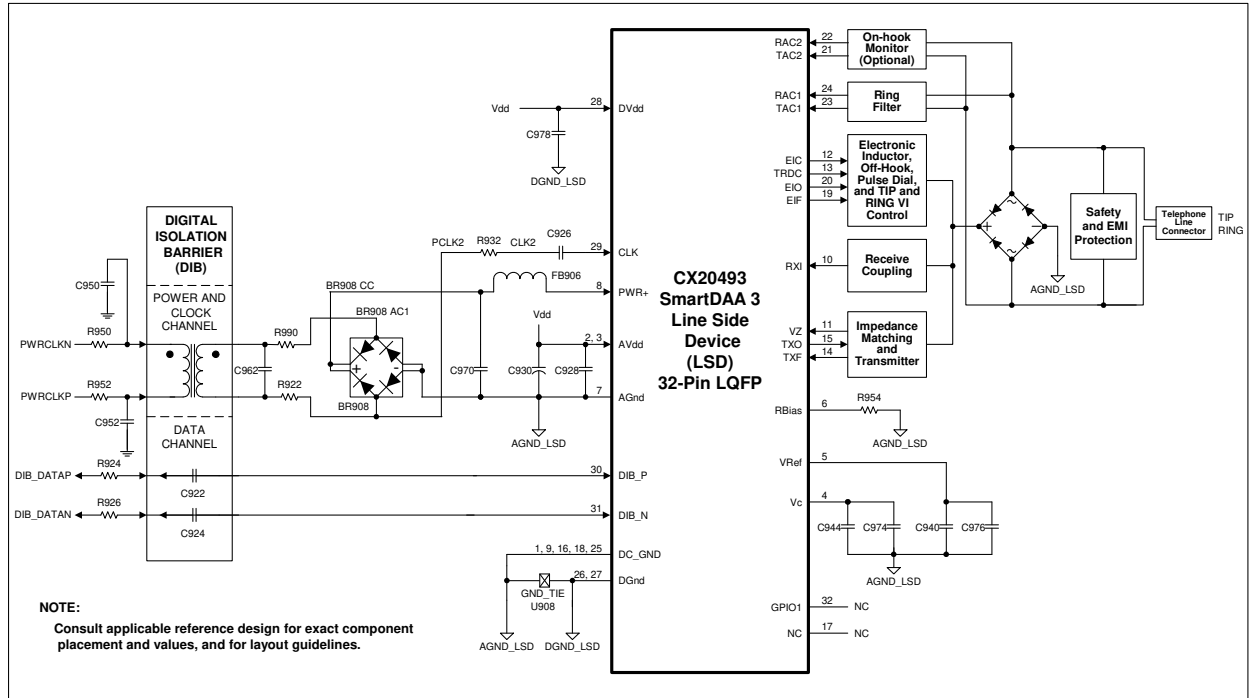 DIGITAL
ISOLATION
BARRIER
(DIB)
POWER AND
CLOCK
CHANNEL
C950
R950
PWRCLKN
R952
PWRCLKP
C952
DATA
CHANNEL
R924
DIB_DATAP
C922
R926
DIB_DATAN
C924
R990
C962
R922
BR908 CC
BR908 AC1
~
+
-
~
BR908
PCLK2
R932
CLK2
C926
FB906
Vdd
C978
DGND_LSD
Vdd
C970
C930
C928
AGND_LSD
GND_TIE
U908
AGND_LSD
DGND_LSD
28
DVdd
29
CLK
8
PWR+
2, 3
AVdd
7
AGnd
30
DIB_P
31
DIB_N
1, 9, 16, 18, 25
DC_GND
26, 27
DGnd
CX20493
SmartDAA 3
Line Side
Device
(LSD)
32-Pin LQFP
RAC2
22
TAC2
21
On-hook
Monitor
(Optional)
RAC1
24
TAC1
23
Ring
Filter
EIC
12
TRDC
13
EIO
20
EIF
19
Electronic
Inductor,
Off-Hook,
Pulse Dial,
and TIP and
RING VI
Control
RXI
10
Receive
Coupling
VZ
11
TXO
15
TXF
14
Impedance
Matching
and
Transmitter
~
+
-
~
AGND_LSD
Safety
and EMI
Protection
Telephone
Line
Connector
TIP
RING
RBias
6
R954
AGND_LSD
VRef
5
Vc
4
C944
C974
C940
C976
AGND_LSD
GPIO1
32
NC
NC
17
NC
NOTE:
Consult applicable reference design for exact component
placement and values, and for layout guidelines.